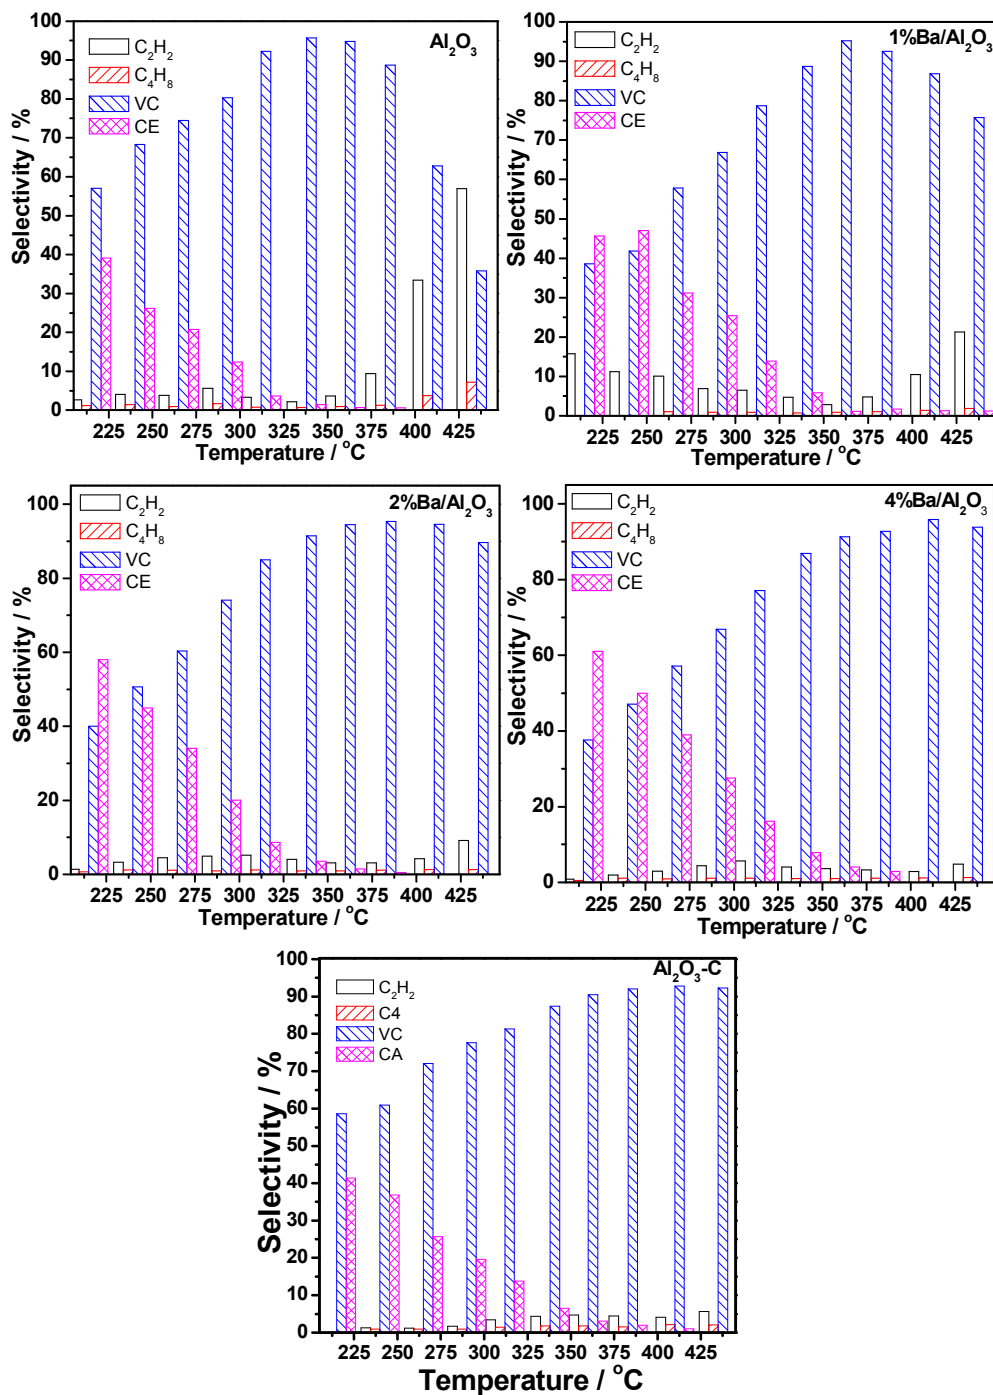 Al₂O₃
C₂H₂
C₄H₈
VC
CE
Selectivity / %
100
90
80
70
60
50
40
30
20
10
0
225 250 275 300 325 350 375 400 425
Temperature / °C
1%Ba/Al₂O₃
C₂H₂
C₄H₈
VC
CE
Selectivity / %
100
90
80
70
60
50
40
30
20
10
0
225 250 275 300 325 350 375 400 425
Temperature / °C
2%Ba/Al₂O₃
C₂H₂
C₄H₈
VC
CE
Selectivity / %
100
80
60
40
20
0
225 250 275 300 325 350 375 400 425
Temperature / °C
4%Ba/Al₂O₃
C₂H₂
C₄H₈
VC
CE
Selectivity / %
100
80
60
40
20
0
225 250 275 300 325 350 375 400 425
Temperature / °C
Al₂O₃-C
C₂H₂
C4
VC
CA
Selectivity / %
100
90
80
70
60
50
40
30
20
10
0
225 250 275 300 325 350 375 400 425
Temperature / °C